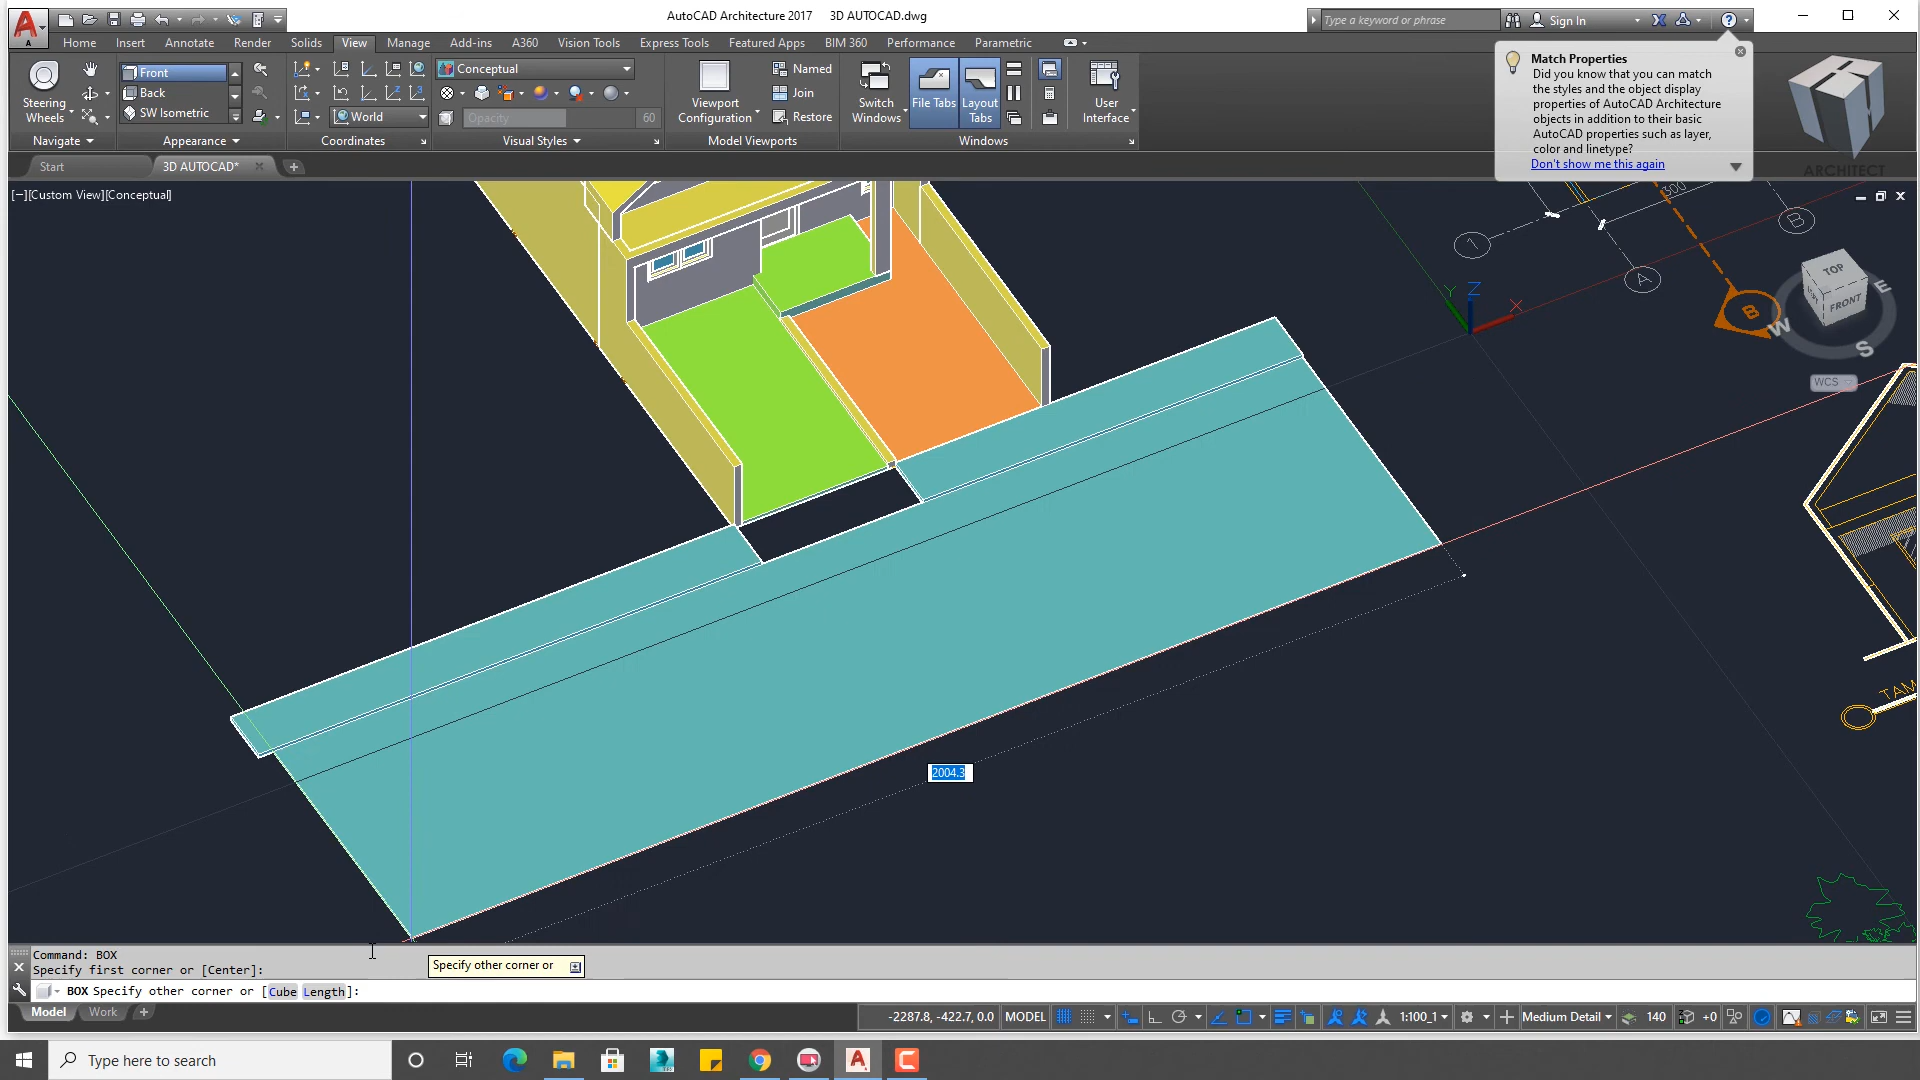 AutoCAD Architecture 2017 3D AUTOCAD.dwg
Type a keyword or phrase
Sign In
Home Insert Annotate Render Solids View Manage Add-ins A360 Vision Tools Express Tools Featured Apps BIM 360 Performance Parametric
Steering Wheels
Front
Back
SW Isometric
World
Conceptual
Opacity 60
Viewport Configuration
Named
Join
Restore
Switch Windows
File Tabs
Layout Tabs
User Interface
Navigate
Appearance
Coordinates
Visual Styles
Model Viewports
Windows
Match Properties
Did you know that you can match
the styles and the object display
properties of AutoCAD Architecture
objects in addition to their basic
AutoCAD properties such as layer,
color and linetype?
Don't show me this again
ARCHITECT
Start
3D AUTOCAD*
[−][Custom View][Conceptual]
300
1
B
A
B
Y
Z
X
TOP
FRONT
E
W
S
WCS
TAM
2004.3
Command: BOX
Specify first corner or [Center]:
Specify other corner or
BOX Specify other corner or [Cube Length]:
Model
Work
-2287.8, -422.7, 0.0
MODEL
1:100_1
Medium Detail
140
+0
Type here to search